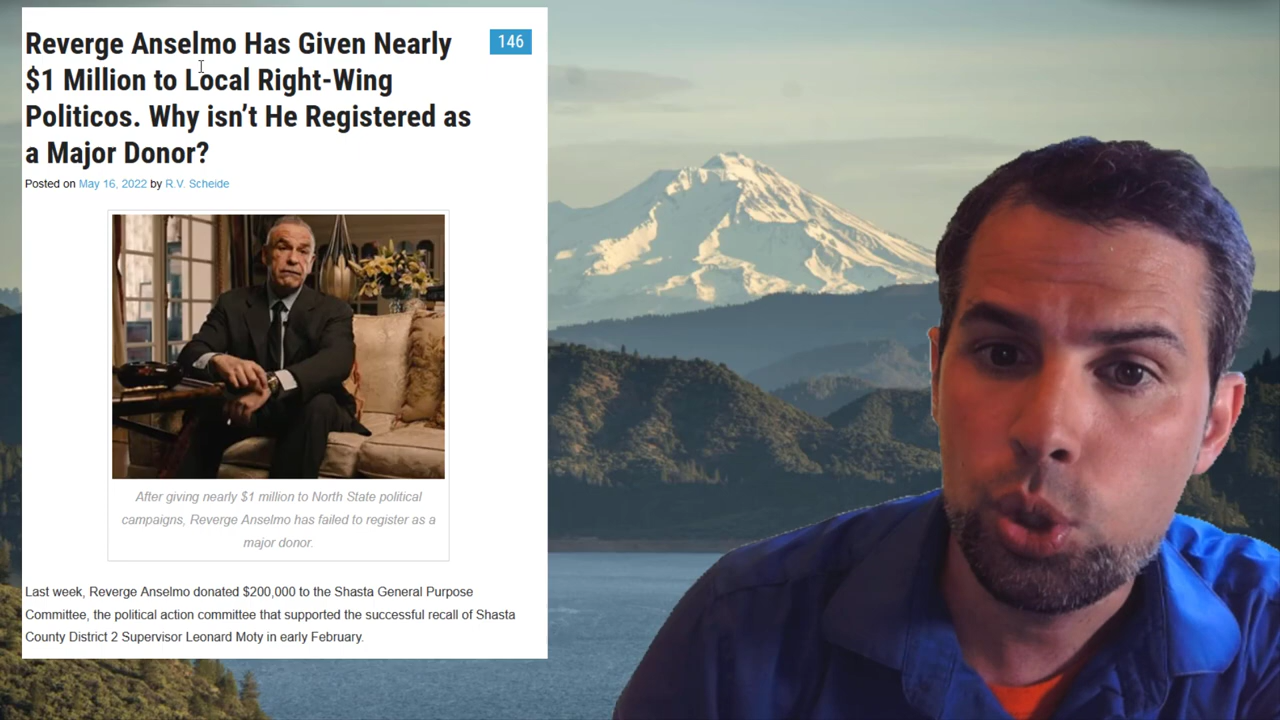 Reverge Anselmo Has Given Nearly
146
$1 Million to Local Right-Wing
Politicos. Why isn't He Registered as
a Major Donor?
Posted on May 16, 2022 by R.V. Scheide
After giving nearly $1 million to North State political
campaigns, Reverge Anselmo has failed to register as a
major donor.
Last week, Reverge Anselmo donated $200,000 to the Shasta General Purpose
Committee, the political action committee that supported the successful recall of Shasta
County District 2 Supervisor Leonard Moty in early February.